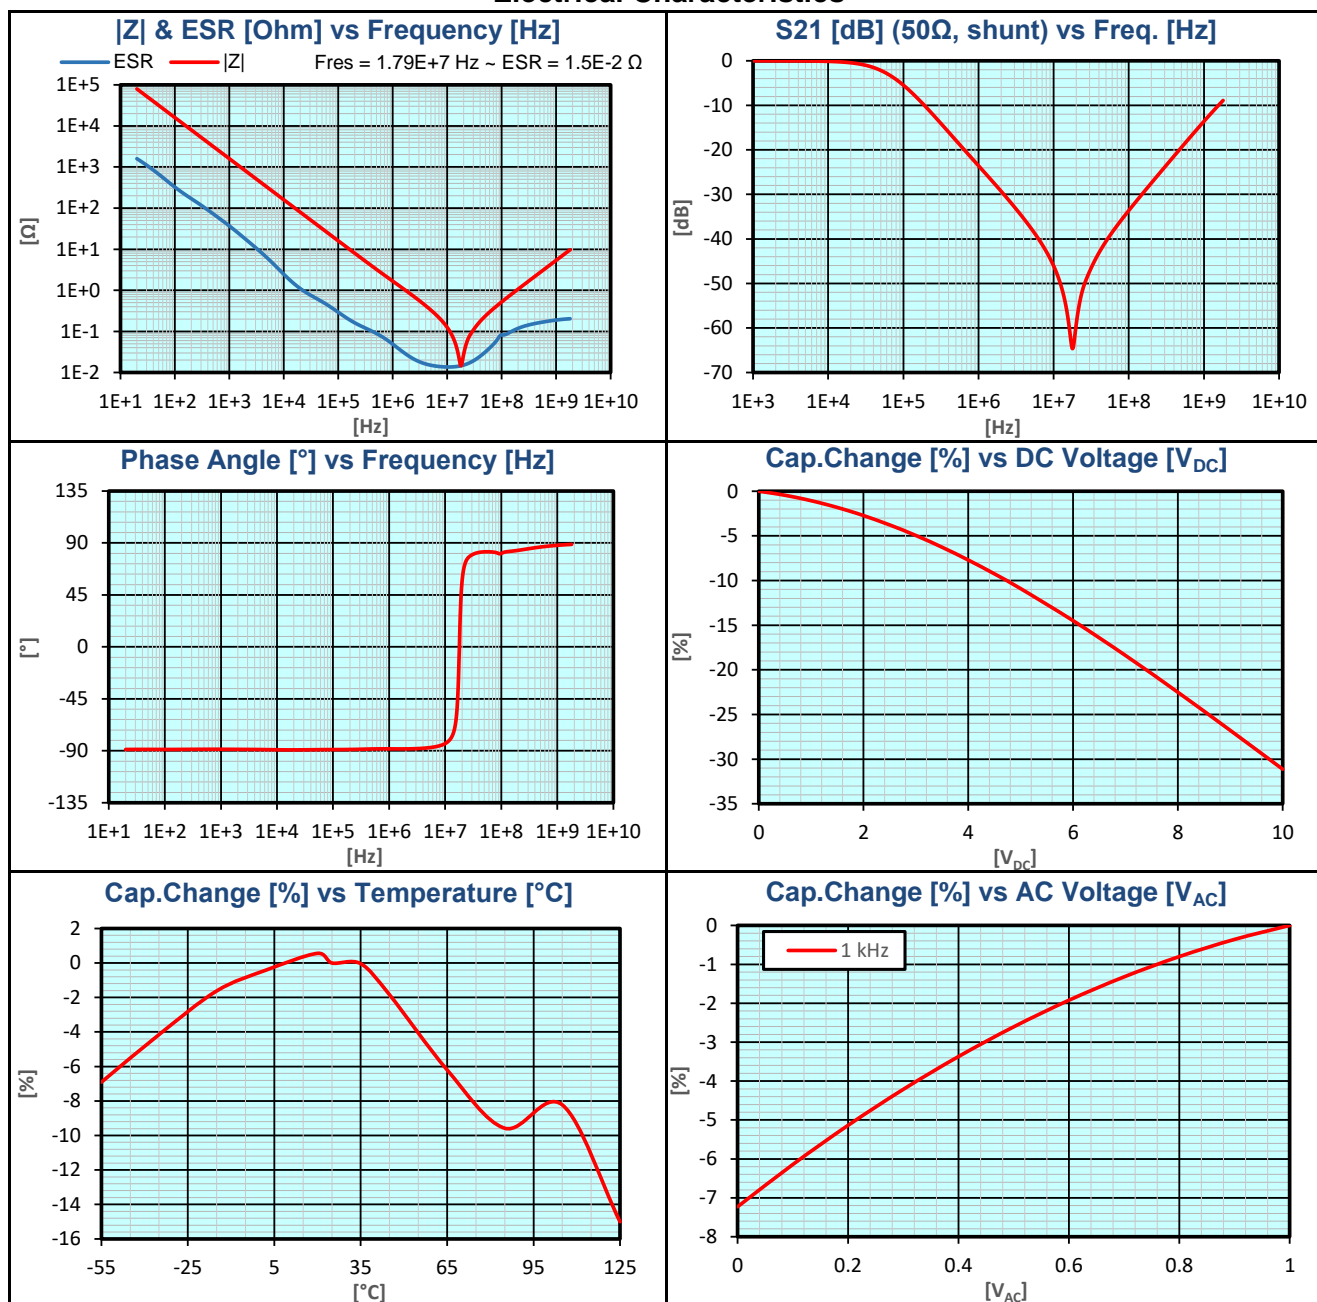 Electrical Characteristics
|Z| & ESR [Ohm] vs Frequency [Hz]
ESR |Z| Fres = 1.79E+7 Hz ~ ESR = 1.5E-2 Ω
1E+5
1E+4
1E+3
1E+2
1E+1
1E+0
1E-1
1E-2
[Ω]
1E+1 1E+2 1E+3 1E+4 1E+5 1E+6 1E+7 1E+8 1E+9 1E+10
[Hz]
S21 [dB] (50Ω, shunt) vs Freq. [Hz]
0
-10
-20
-30
-40
-50
-60
-70
[dB]
1E+3 1E+4 1E+5 1E+6 1E+7 1E+8 1E+9 1E+10
[Hz]
Phase Angle [°] vs Frequency [Hz]
135
90
45
0
-45
-90
-135
[°]
1E+1 1E+2 1E+3 1E+4 1E+5 1E+6 1E+7 1E+8 1E+9 1E+10
[Hz]
Cap.Change [%] vs DC Voltage [VDC]
0
-5
-10
-15
-20
-25
-30
-35
[%]
0 2 4 6 8 10
[VDC]
Cap.Change [%] vs Temperature [°C]
2
0
-2
-4
-6
-8
-10
-12
-14
-16
[%]
-55 -25 5 35 65 95 125
[°C]
Cap.Change [%] vs AC Voltage [VAC]
1 kHz
0
-1
-2
-3
-4
-5
-6
-7
-8
[%]
0 0.2 0.4 0.6 0.8 1
[VAC]